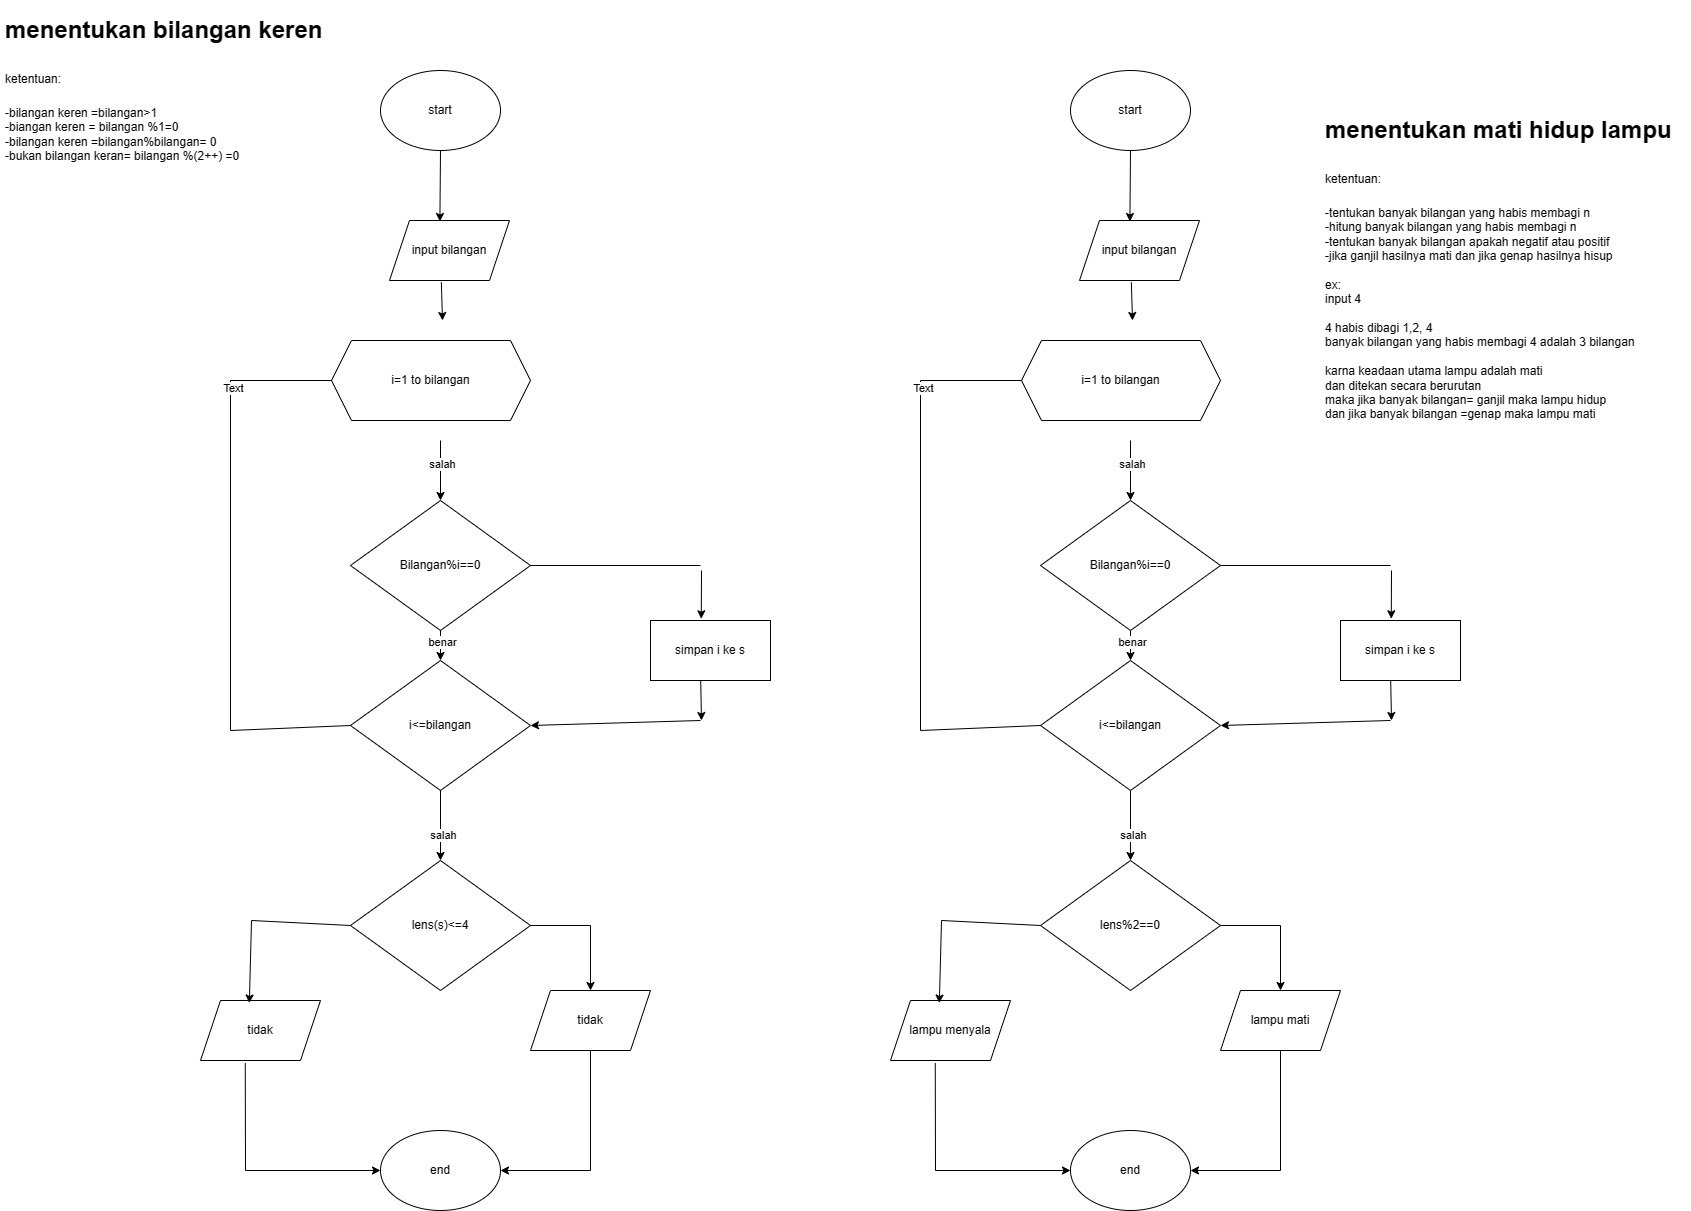 menentukan bilangan keren
ketentuan:
-bilangan keren =bilangan>1
-biangan keren = bilangan %1=0
-bilangan keren =bilangan%bilangan= 0
-bukan bilangan keran= bilangan %(2++) =0
start
input bilangan
i=1 to bilangan
Text
salah
Bilangan%i==0
benar
simpan i ke s
i<=bilangan
salah
lens(s)<=4
tidak
tidak
end
start
input bilangan
i=1 to bilangan
Text
salah
Bilangan%i==0
benar
simpan i ke s
i<=bilangan
salah
lens%2==0
lampu menyala
lampu mati
end
menentukan mati hidup lampu
ketentuan:
-tentukan banyak bilangan yang habis membagi n
-hitung banyak bilangan yang habis membagi n
-tentukan banyak bilangan apakah negatif atau positif
-jika ganjil hasilnya mati dan jika genap hasilnya hisup
ex:
input 4
4 habis dibagi 1,2, 4
banyak bilangan yang habis membagi 4 adalah 3 bilangan
karna keadaan utama lampu adalah mati
dan ditekan secara berurutan
maka jika banyak bilangan= ganjil maka lampu hidup
dan jika banyak bilangan =genap maka lampu mati